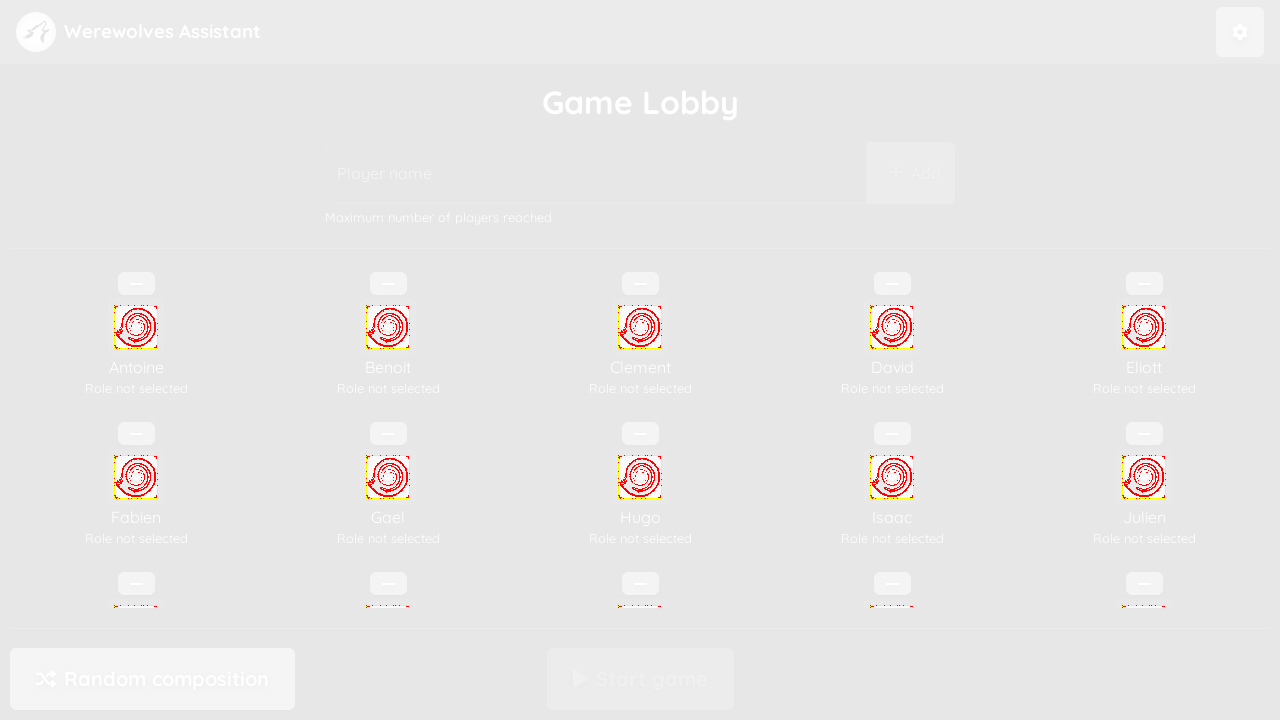 Werewolves Assistant
Game Lobby
Player name
Add
Maximum number of players reached
Antoine Benoit Clement David Eliott
Role not selected Role not selected Role not selected Role not selected Role not selected
Fabien Gael Hugo Isaac Julien
Role not selected Role not selected Role not selected Role not selected Role not selected
Random composition Start game